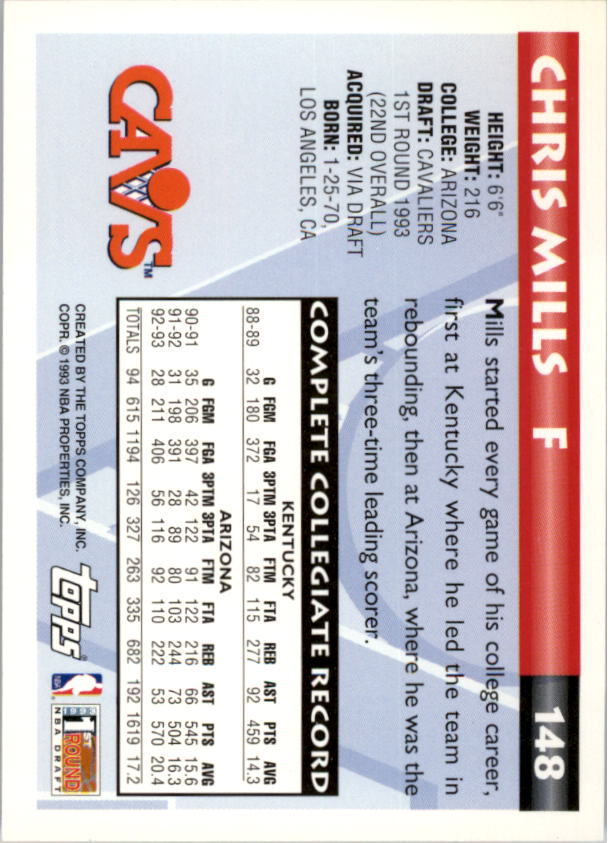 CHRIS MILLS F 148
HEIGHT: 6'6"
WEIGHT: 216
COLLEGE: ARIZONA
DRAFT: CAVALIERS
1ST ROUND 1993
(22ND OVERALL)
ACQUIRED: VIA DRAFT
BORN: 1-25-70,
LOS ANGELES, CA
CAVS™
Mills started every game of his college career,
first at Kentucky where he led the team in
rebounding, then at Arizona, where he was the
team's three-time leading scorer.
COMPLETE COLLEGIATE RECORD
KENTUCKY
G FGM FGA 3PTM 3PTA FTM FTA REB AST PTS AVG
88-89 32 180 372 17 54 82 115 277 92 459 14.3
ARIZONA
G FGM FGA 3PTM 3PTA FTM FTA REB AST PTS AVG
90-91 35 206 397 42 122 91 122 216 66 545 15.6
91-92 31 198 391 28 89 80 103 244 73 504 16.3
92-93 28 211 406 56 116 92 110 222 53 570 20.4
TOTALS 94 615 1194 126 327 263 335 682 192 1619 17.2
CREATED BY THE TOPPS COMPANY, INC.
COPR. © 1993 NBA PROPERTIES, INC.
topps®
NBA
1993
1ST
ROUND
NBA DRAFT